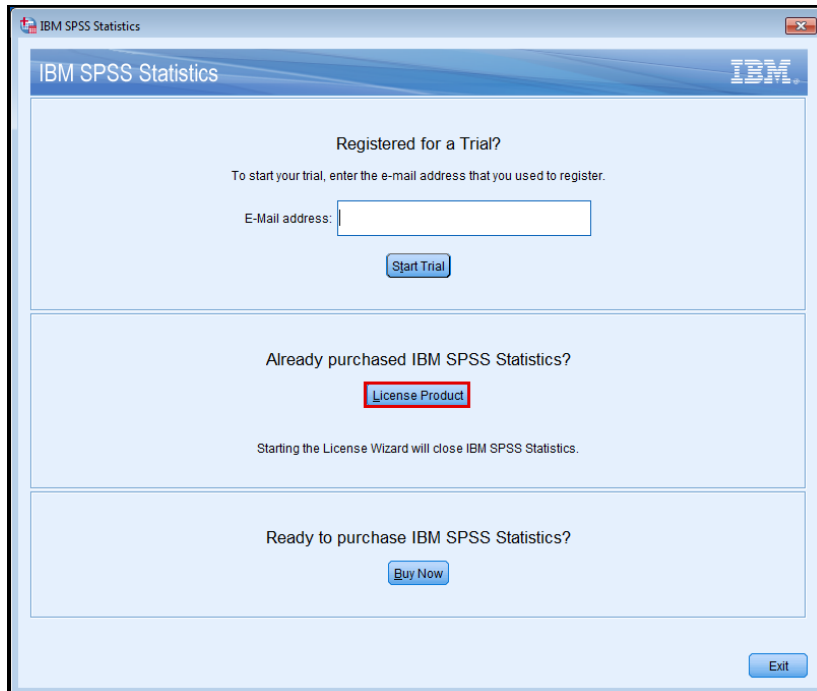 IBM SPSS Statistics
IBM SPSS Statistics
IBM.
Registered for a Trial?
To start your trial, enter the e-mail address that you used to register.
E-Mail address:
Start Trial
Already purchased IBM SPSS Statistics?
License Product
Starting the License Wizard will close IBM SPSS Statistics.
Ready to purchase IBM SPSS Statistics?
Buy Now
Exit